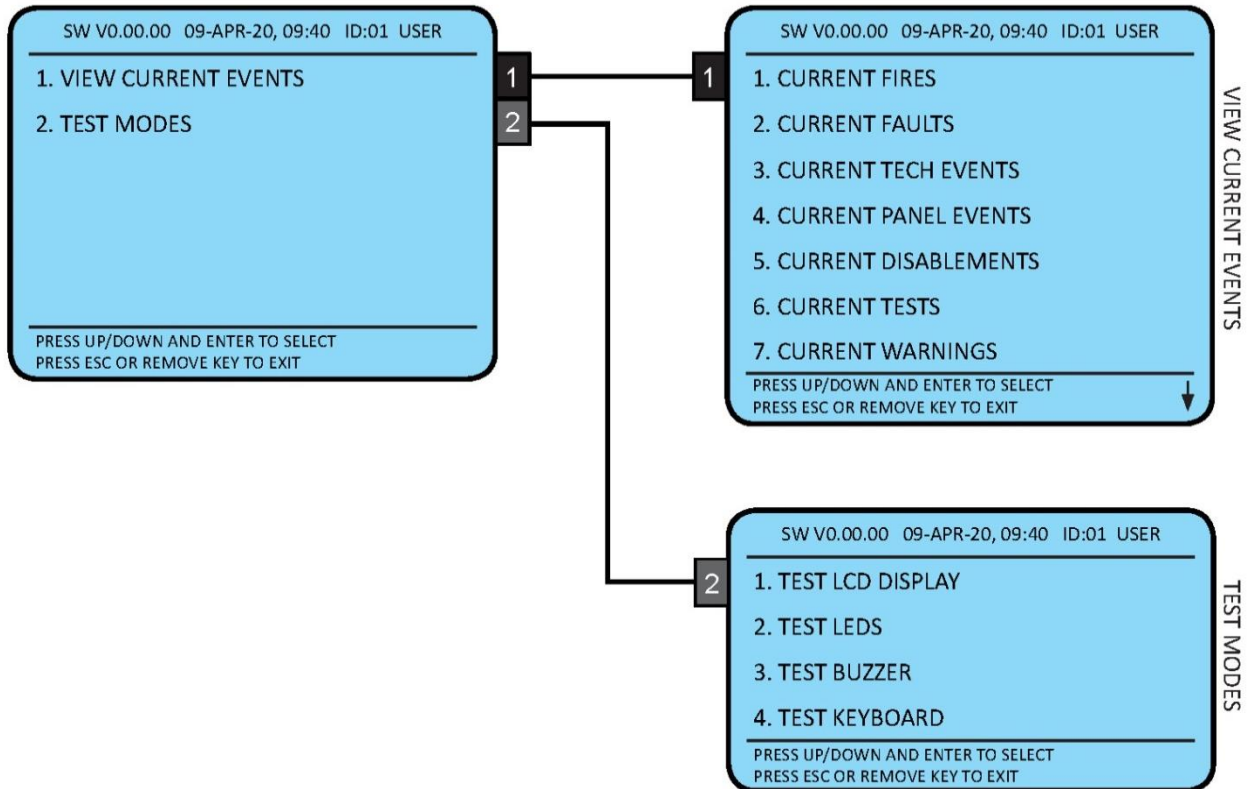 SW V0.00.00 09-APR-20, 09:40 ID:01 USER
1. VIEW CURRENT EVENTS
2. TEST MODES
PRESS UP/DOWN AND ENTER TO SELECT
PRESS ESC OR REMOVE KEY TO EXIT
1
2
1
SW V0.00.00 09-APR-20, 09:40 ID:01 USER
1. CURRENT FIRES
2. CURRENT FAULTS
3. CURRENT TECH EVENTS
4. CURRENT PANEL EVENTS
5. CURRENT DISABLEMENTS
6. CURRENT TESTS
7. CURRENT WARNINGS
PRESS UP/DOWN AND ENTER TO SELECT
PRESS ESC OR REMOVE KEY TO EXIT
VIEW CURRENT EVENTS
2
SW V0.00.00 09-APR-20, 09:40 ID:01 USER
1. TEST LCD DISPLAY
2. TEST LEDS
3. TEST BUZZER
4. TEST KEYBOARD
PRESS UP/DOWN AND ENTER TO SELECT
PRESS ESC OR REMOVE KEY TO EXIT
TEST MODES